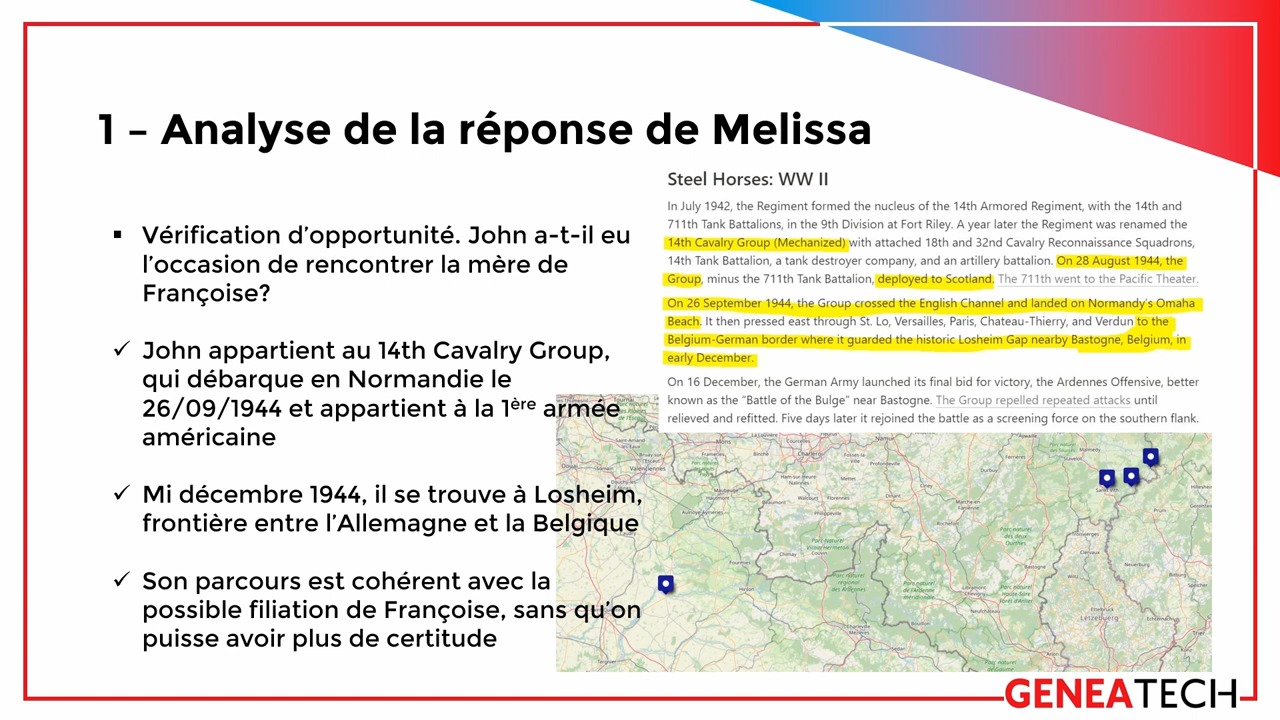 1 – Analyse de la réponse de Melissa
▪ Vérification d’opportunité. John a-t-il eu
l’occasion de rencontrer la mère de
Françoise?
✓ John appartient au 14th Cavalry Group,
qui débarque en Normandie le
26/09/1944 et appartient à la 1ère armée
américaine
✓ Mi décembre 1944, il se trouve à Losheim,
frontière entre l’Allemagne et la Belgique
✓ Son parcours est cohérent avec la
possible filiation de Françoise, sans qu’on
puisse avoir plus de certitude
Steel Horses: WW II
In July 1942, the Regiment formed the nucleus of the 14th Armored Regiment, with the 14th and
711th Tank Battalions, in the 9th Division at Fort Riley. A year later the Regiment was renamed the
14th Cavalry Group (Mechanized) with attached 18th and 32nd Cavalry Reconnaissance Squadrons,
14th Tank Battalion, a tank destroyer company, and an artillery battalion. On 28 August 1944, the
Group, minus the 711th Tank Battalion, deployed to Scotland. The 711th went to the Pacific Theater.
On 26 September 1944, the Group crossed the English Channel and landed on Normandy’s Omaha
Beach. It then pressed east through St. Lo, Versailles, Paris, Chateau-Thierry, and Verdun to the
Belgium-German border where it guarded the historic Losheim Gap nearby Bastogne, Belgium, in
early December.
On 16 December, the German Army launched its final bid for victory, the Ardennes Offensive, better
known as the “Battle of the Bulge” near Bastogne. The Group repelled repeated attacks until
relieved and refitted. Five days later it rejoined the battle as a screening force on the southern flank.
Mons
Charleroi
Namur
Valenciennes
Fourmies
Chimay
Philippeville
Rochefort
Neufchâteau
Charleville-Mézières
Lëtzebuerg
Trier
GENEATECH